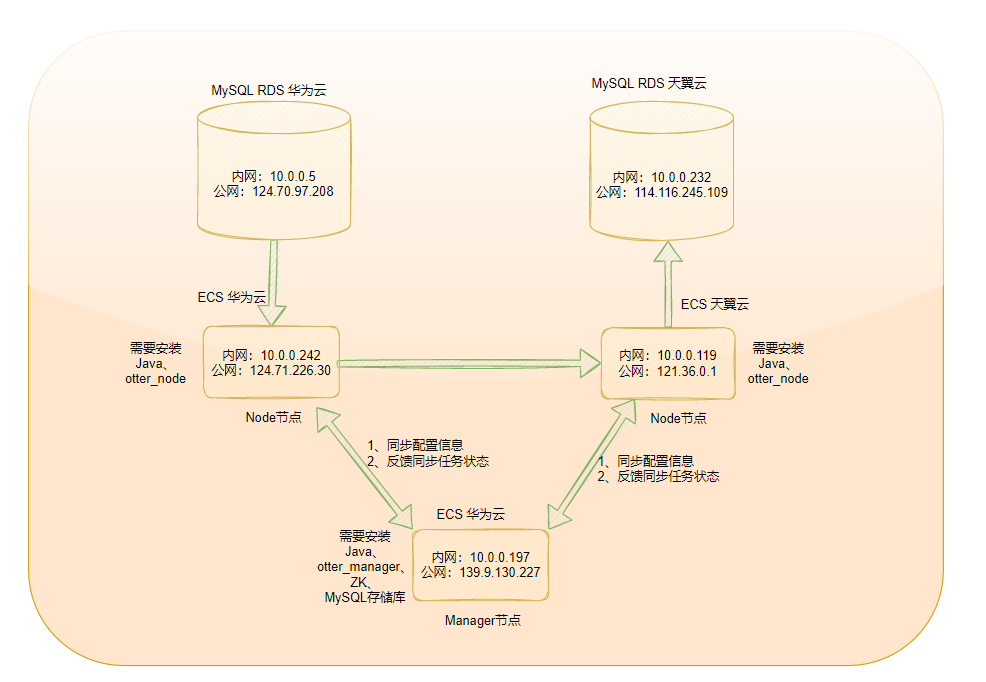 MySQL RDS 华为云
内网：10.0.0.5
公网：124.70.97.208
MySQL RDS 天翼云
内网：10.0.0.232
公网：114.116.245.109
ECS 华为云
需要安装
Java、
otter_node
内网：10.0.0.242
公网：124.71.226.30
Node节点
ECS 天翼云
内网：10.0.0.119
公网：121.36.0.1
需要安装
Java、
otter_node
Node节点
1、同步配置信息
2、反馈同步任务状态
1、同步配置信息
2、反馈同步任务状态
ECS 华为云
需要安装
Java、
otter_manager、
ZK、
MySQL存储库
内网：10.0.0.197
公网：139.9.130.227
Manager节点